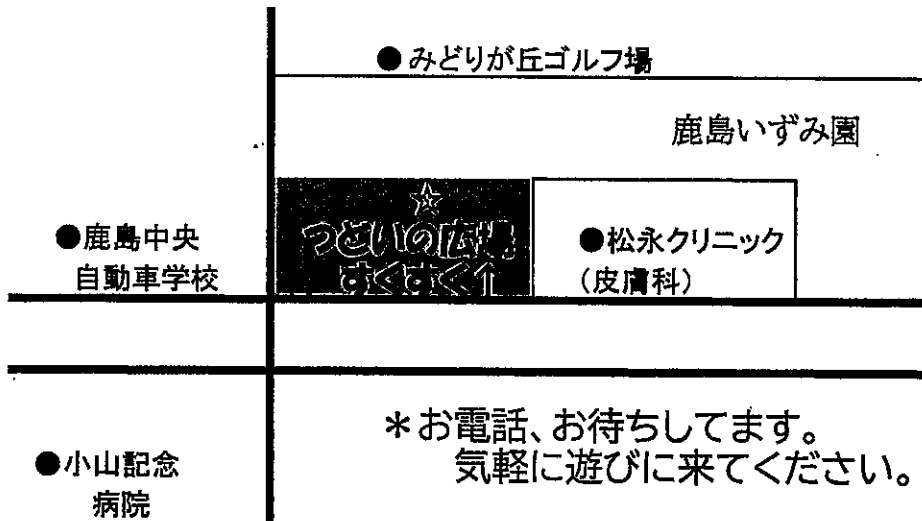 ●みどりが丘ゴルフ場
鹿島いずみ園
☆
つどいの広場
すくすく↑
●鹿島中央
自動車学校
●松永クリニック
(皮膚科)
＊お電話、お待ちしてます。
気軽に遊びに来てください。
●小山記念
病院